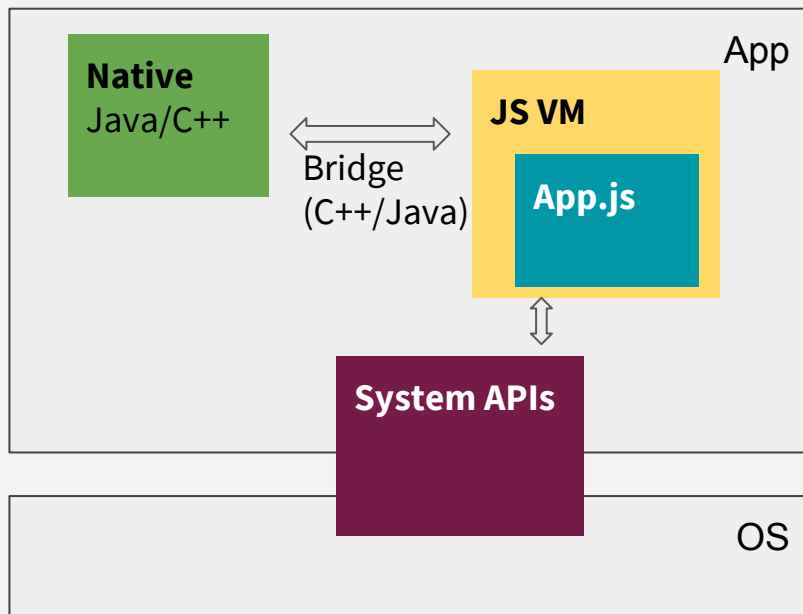 App
Native
Java/C++
JS VM
Bridge
(C++/Java)
App.js
System APIs
OS